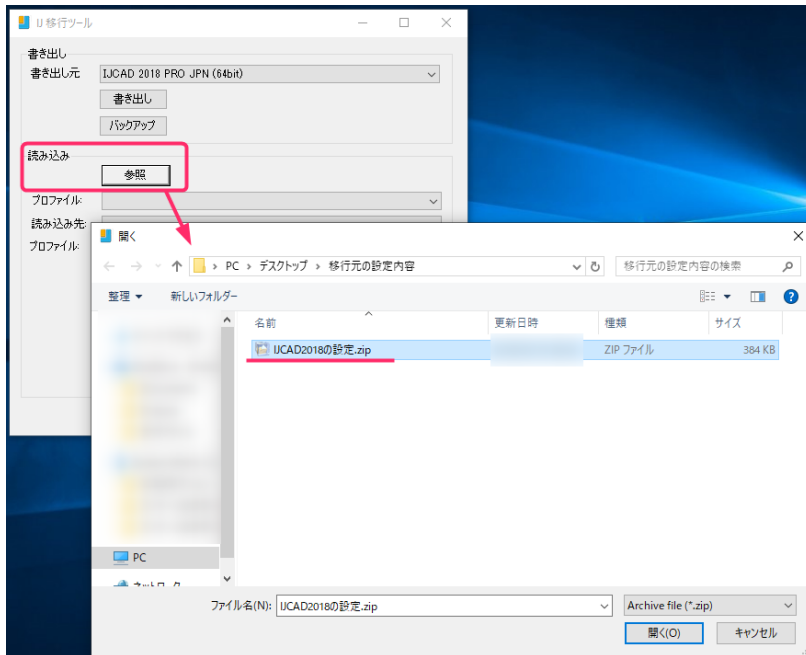 IJ 移行ツール
書き出し
書き出し元 IJCAD 2018 PRO JPN (64bit)
書き出し
バックアップ
読み込み
参照
プロファイル:
読み込み先:
プロファイル:
開く
PC › デスクトップ › 移行元の設定内容
移行元の設定内容の検索
整理 新しいフォルダー
名前 更新日時 種類 サイズ
IJCAD2018の設定.zip ZIP ファイル 384 KB
PC
ファイル名(N): IJCAD2018の設定.zip Archive file (*.zip)
開く(O) キャンセル